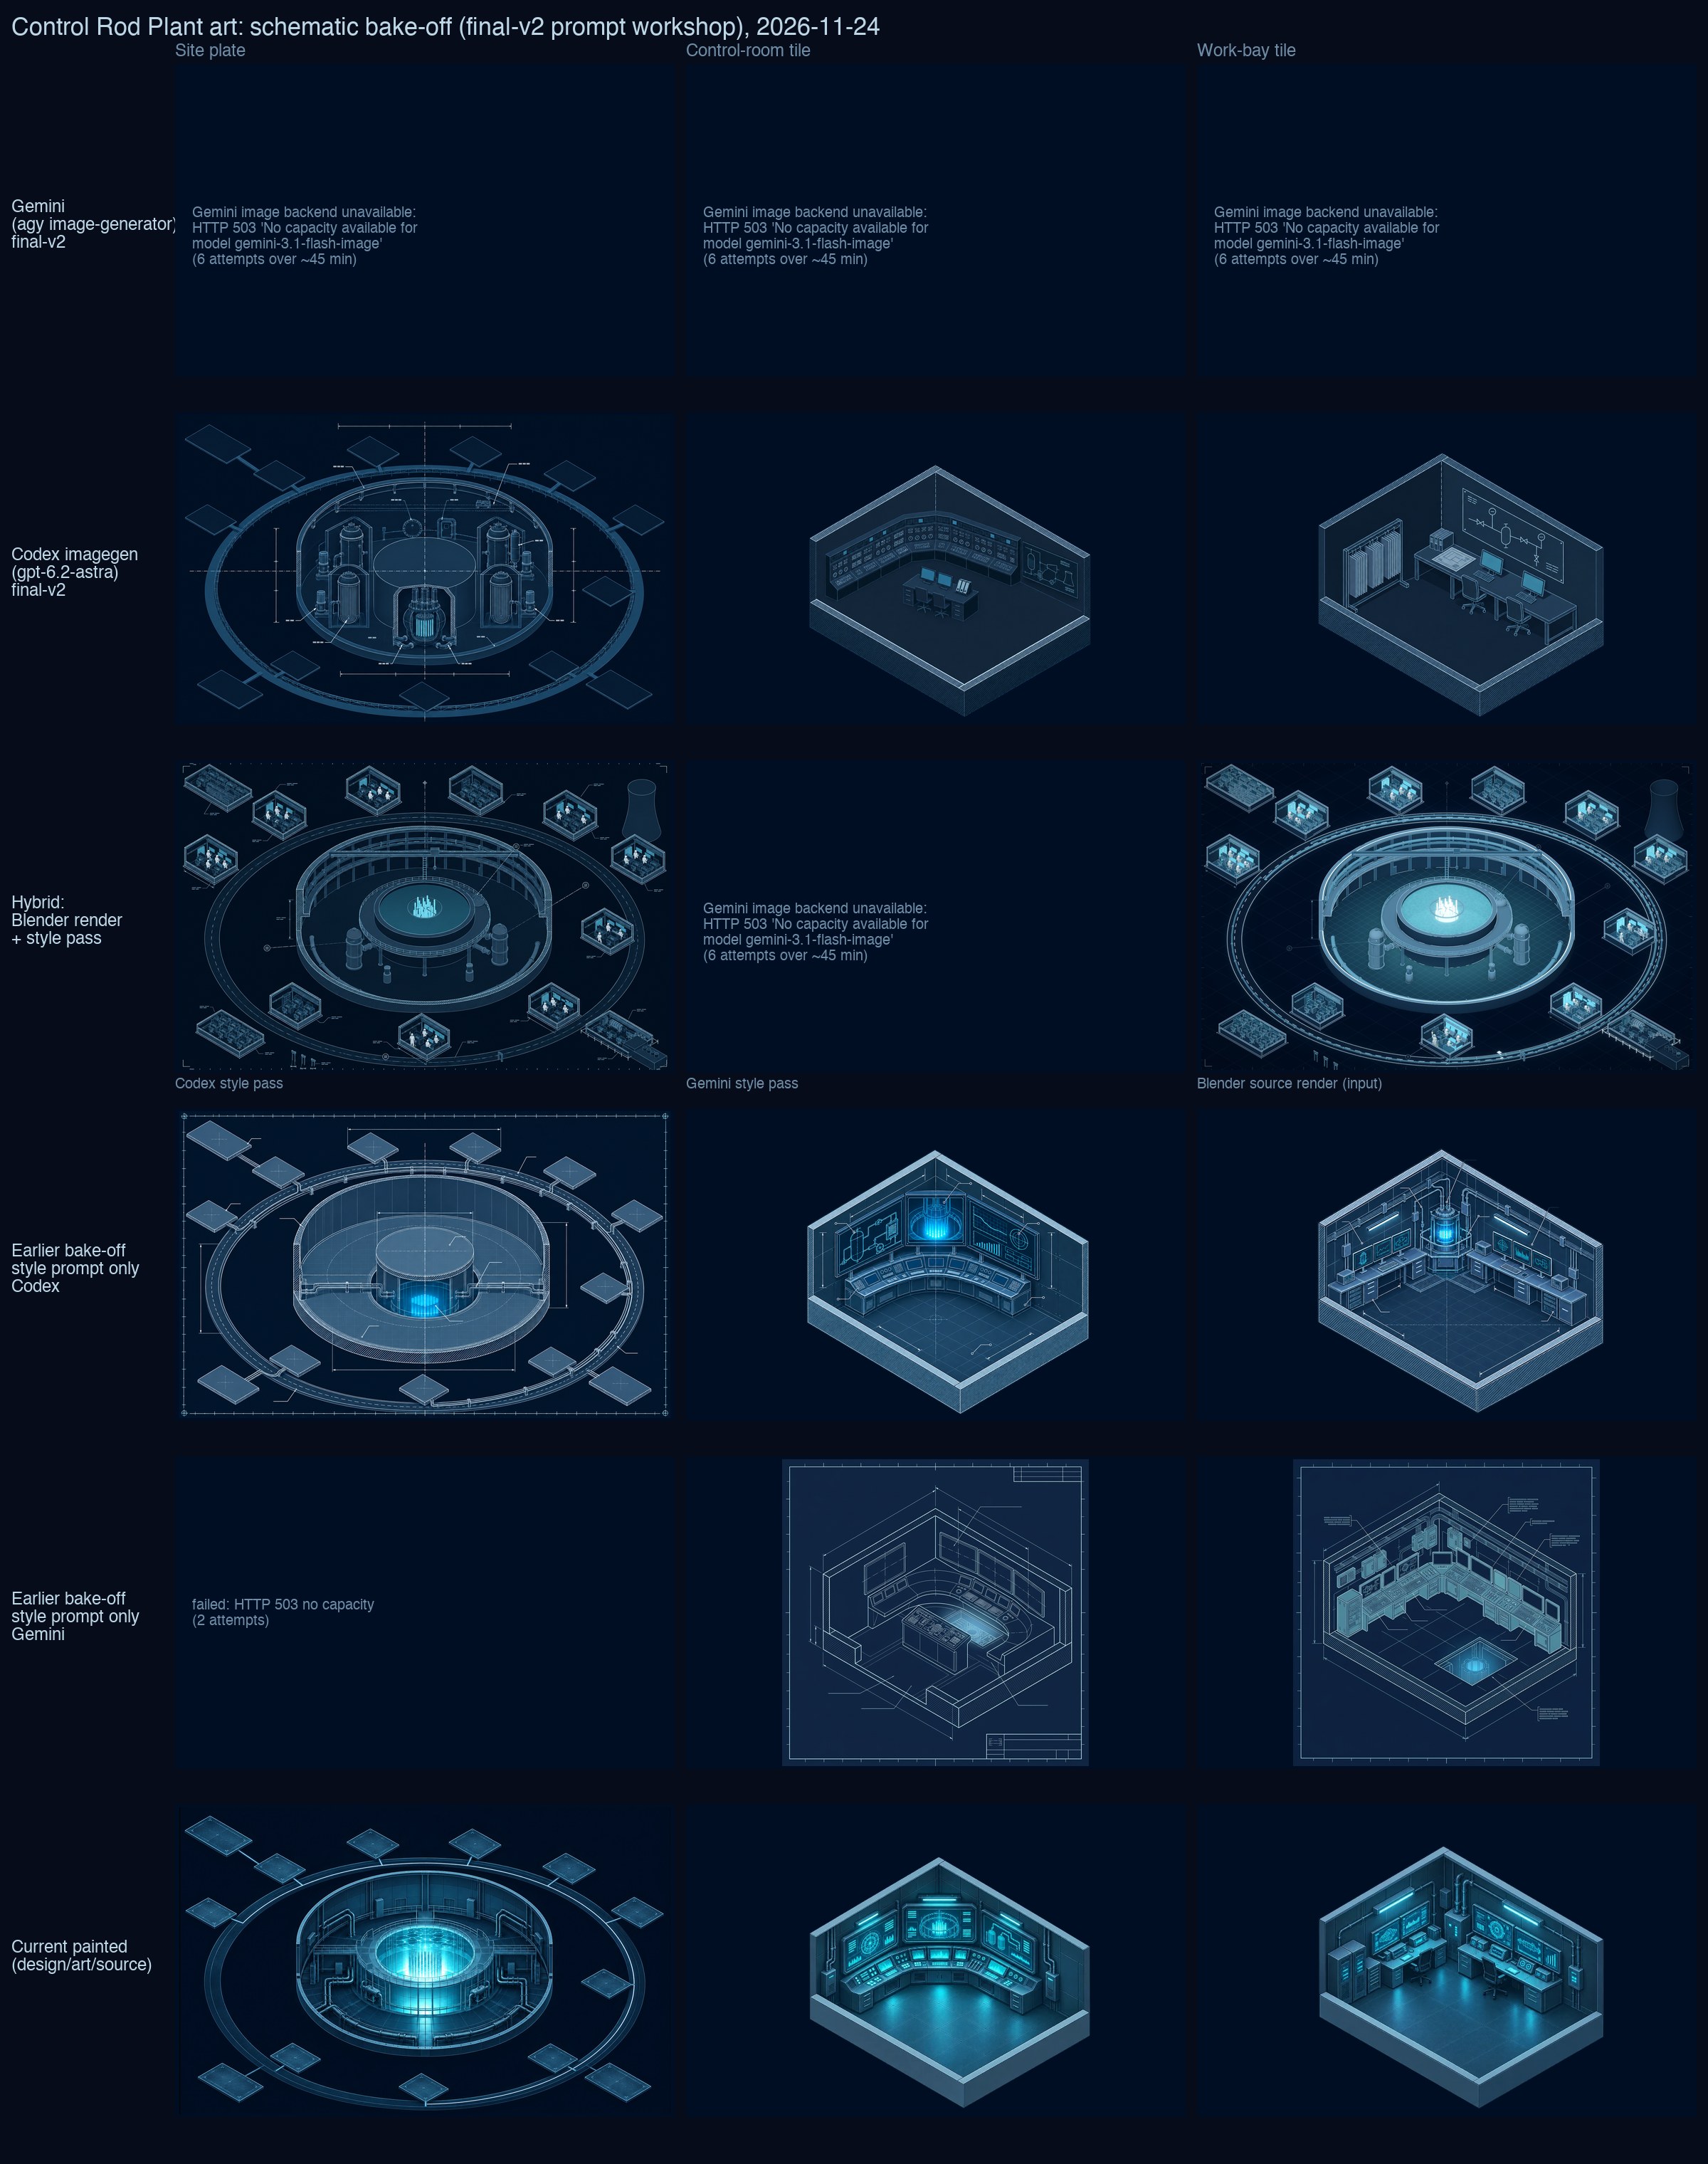 Control Rod Plant art: schematic bake-off (final-v2 prompt workshop), 2026-11-24
Site plate
Control-room tile
Work-bay tile
Gemini
(agy image-generator)
final-v2
Gemini image backend unavailable:
HTTP 503 'No capacity available for
model gemini-3.1-flash-image'
(6 attempts over ~45 min)
Gemini image backend unavailable:
HTTP 503 'No capacity available for
model gemini-3.1-flash-image'
(6 attempts over ~45 min)
Gemini image backend unavailable:
HTTP 503 'No capacity available for
model gemini-3.1-flash-image'
(6 attempts over ~45 min)
Codex imagegen
(gpt-6.2-astra)
final-v2
Hybrid:
Blender render
+ style pass
Gemini image backend unavailable:
HTTP 503 'No capacity available for
model gemini-3.1-flash-image'
(6 attempts over ~45 min)
Codex style pass
Gemini style pass
Blender source render (input)
Earlier bake-off
style prompt only
Codex
Earlier bake-off
style prompt only
Gemini
failed: HTTP 503 no capacity
(2 attempts)
Current painted
(design/art/source)